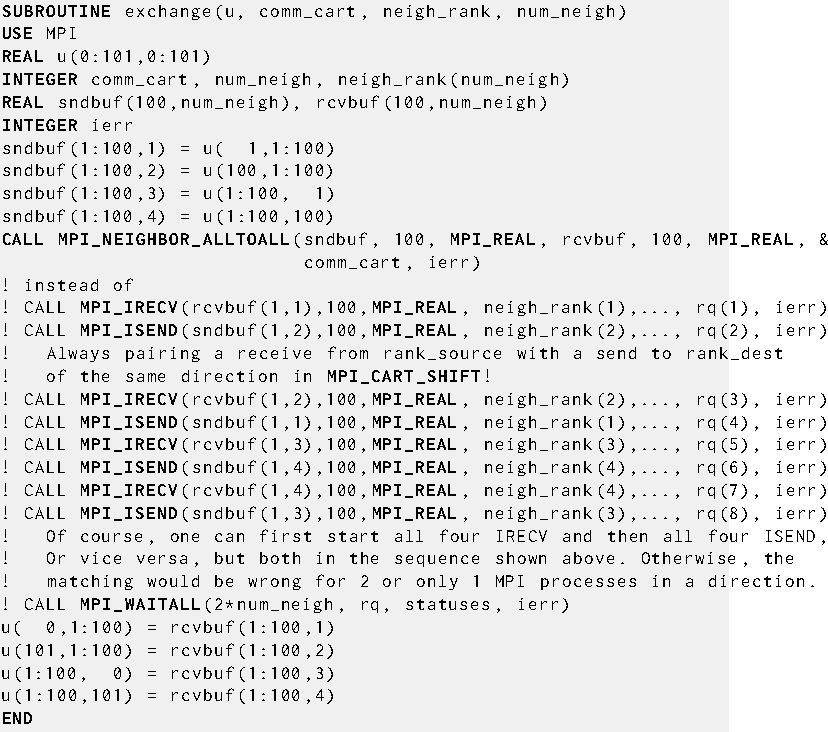 SUBROUTINE exchange(u, comm_cart, neigh_rank, num_neigh)
USE MPI
REAL u(0:101,0:101)
INTEGER comm_cart, num_neigh, neigh_rank(num_neigh)
REAL sndbuf(100,num_neigh), rcvbuf(100,num_neigh)
INTEGER ierr
sndbuf(1:100,1) = u(  1,1:100)
sndbuf(1:100,2) = u(100,1:100)
sndbuf(1:100,3) = u(1:100,  1)
sndbuf(1:100,4) = u(1:100,100)
CALL MPI_NEIGHBOR_ALLTOALL(sndbuf, 100, MPI_REAL, rcvbuf, 100, MPI_REAL, &
                           comm_cart, ierr)
! instead of
! CALL MPI_IRECV(rcvbuf(1,1),100,MPI_REAL, neigh_rank(1),..., rq(1), ierr)
! CALL MPI_ISEND(sndbuf(1,2),100,MPI_REAL, neigh_rank(2),..., rq(2), ierr)
!   Always pairing a receive from rank_source with a send to rank_dest
!   of the same direction in MPI_CART_SHIFT!
! CALL MPI_IRECV(rcvbuf(1,2),100,MPI_REAL, neigh_rank(2),..., rq(3), ierr)
! CALL MPI_ISEND(sndbuf(1,1),100,MPI_REAL, neigh_rank(1),..., rq(4), ierr)
! CALL MPI_IRECV(rcvbuf(1,3),100,MPI_REAL, neigh_rank(3),..., rq(5), ierr)
! CALL MPI_ISEND(sndbuf(1,4),100,MPI_REAL, neigh_rank(4),..., rq(6), ierr)
! CALL MPI_IRECV(rcvbuf(1,4),100,MPI_REAL, neigh_rank(4),..., rq(7), ierr)
! CALL MPI_ISEND(sndbuf(1,3),100,MPI_REAL, neigh_rank(3),..., rq(8), ierr)
!   Of course, one can first start all four IRECV and then all four ISEND,
!   Or vice versa, but both in the sequence shown above. Otherwise, the
!   matching would be wrong for 2 or only 1 MPI processes in a direction.
! CALL MPI_WAITALL(2*num_neigh, rq, statuses, ierr)
u(  0,1:100) = rcvbuf(1:100,1)
u(101,1:100) = rcvbuf(1:100,2)
u(1:100,  0) = rcvbuf(1:100,3)
u(1:100,101) = rcvbuf(1:100,4)
END